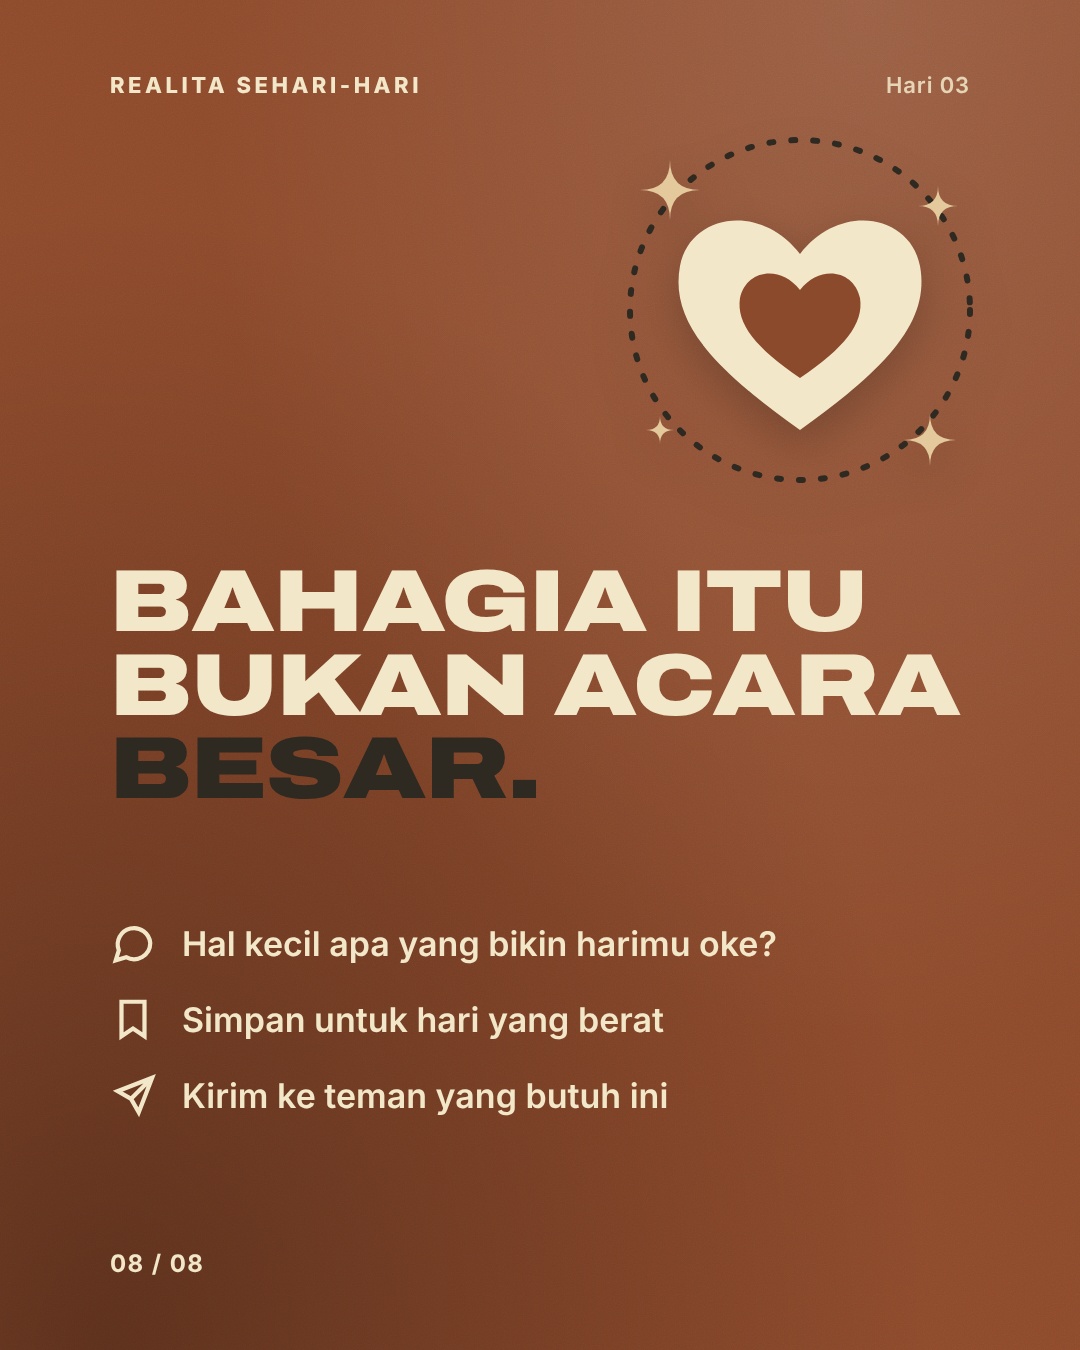 REALITA SEHARI-HARI
Hari 03
BAHAGIA ITU
BUKAN ACARA
BESAR.
Hal kecil apa yang bikin harimu oke?
Simpan untuk hari yang berat
Kirim ke teman yang butuh ini
08 / 08